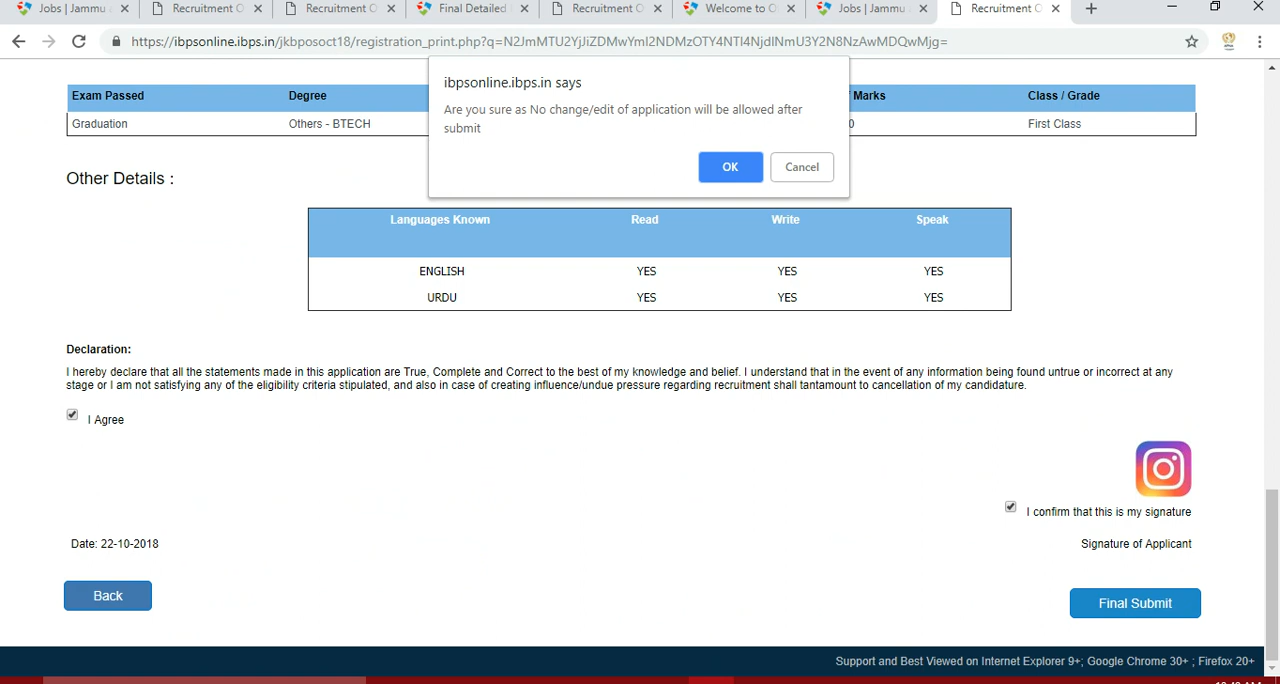 Jobs | Jammu
Recruitment O
Recruitment O
Final Detailed
Recruitment O
Welcome to O
Jobs | Jammu
Recruitment O
ibpsonline.ibps.in says
Are you sure as No change/edit of application will be allowed after
submit
OK Cancel
Exam Passed Degree Marks Class / Grade
Graduation Others - BTECH 0 First Class
Other Details :
Languages Known Read Write Speak
ENGLISH YES YES YES
URDU YES YES YES
Declaration:
I hereby declare that all the statements made in this application are True, Complete and Correct to the best of my knowledge and belief. I understand that in the event of any information being found untrue or incorrect at any
stage or I am not satisfying any of the eligibility criteria stipulated, and also in case of creating influence/undue pressure regarding recruitment shall tantamount to cancellation of my candidature.
I Agree
I confirm that this is my signature
Date: 22-10-2018 Signature of Applicant
Back Final Submit
Support and Best Viewed on Internet Explorer 9+; Google Chrome 30+ ; Firefox 20+